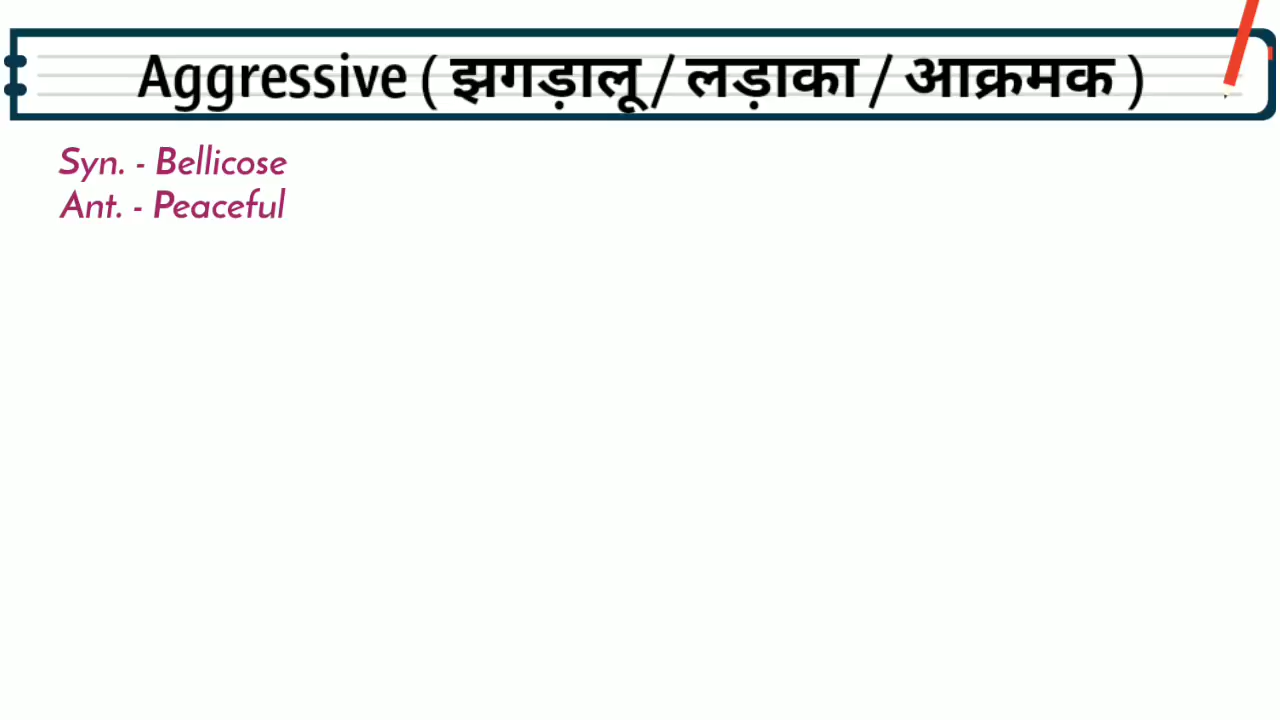 Aggressive ( झगड़ालू / लड़ाका / आक्रमक )
Syn. - Bellicose
Ant. - Peaceful